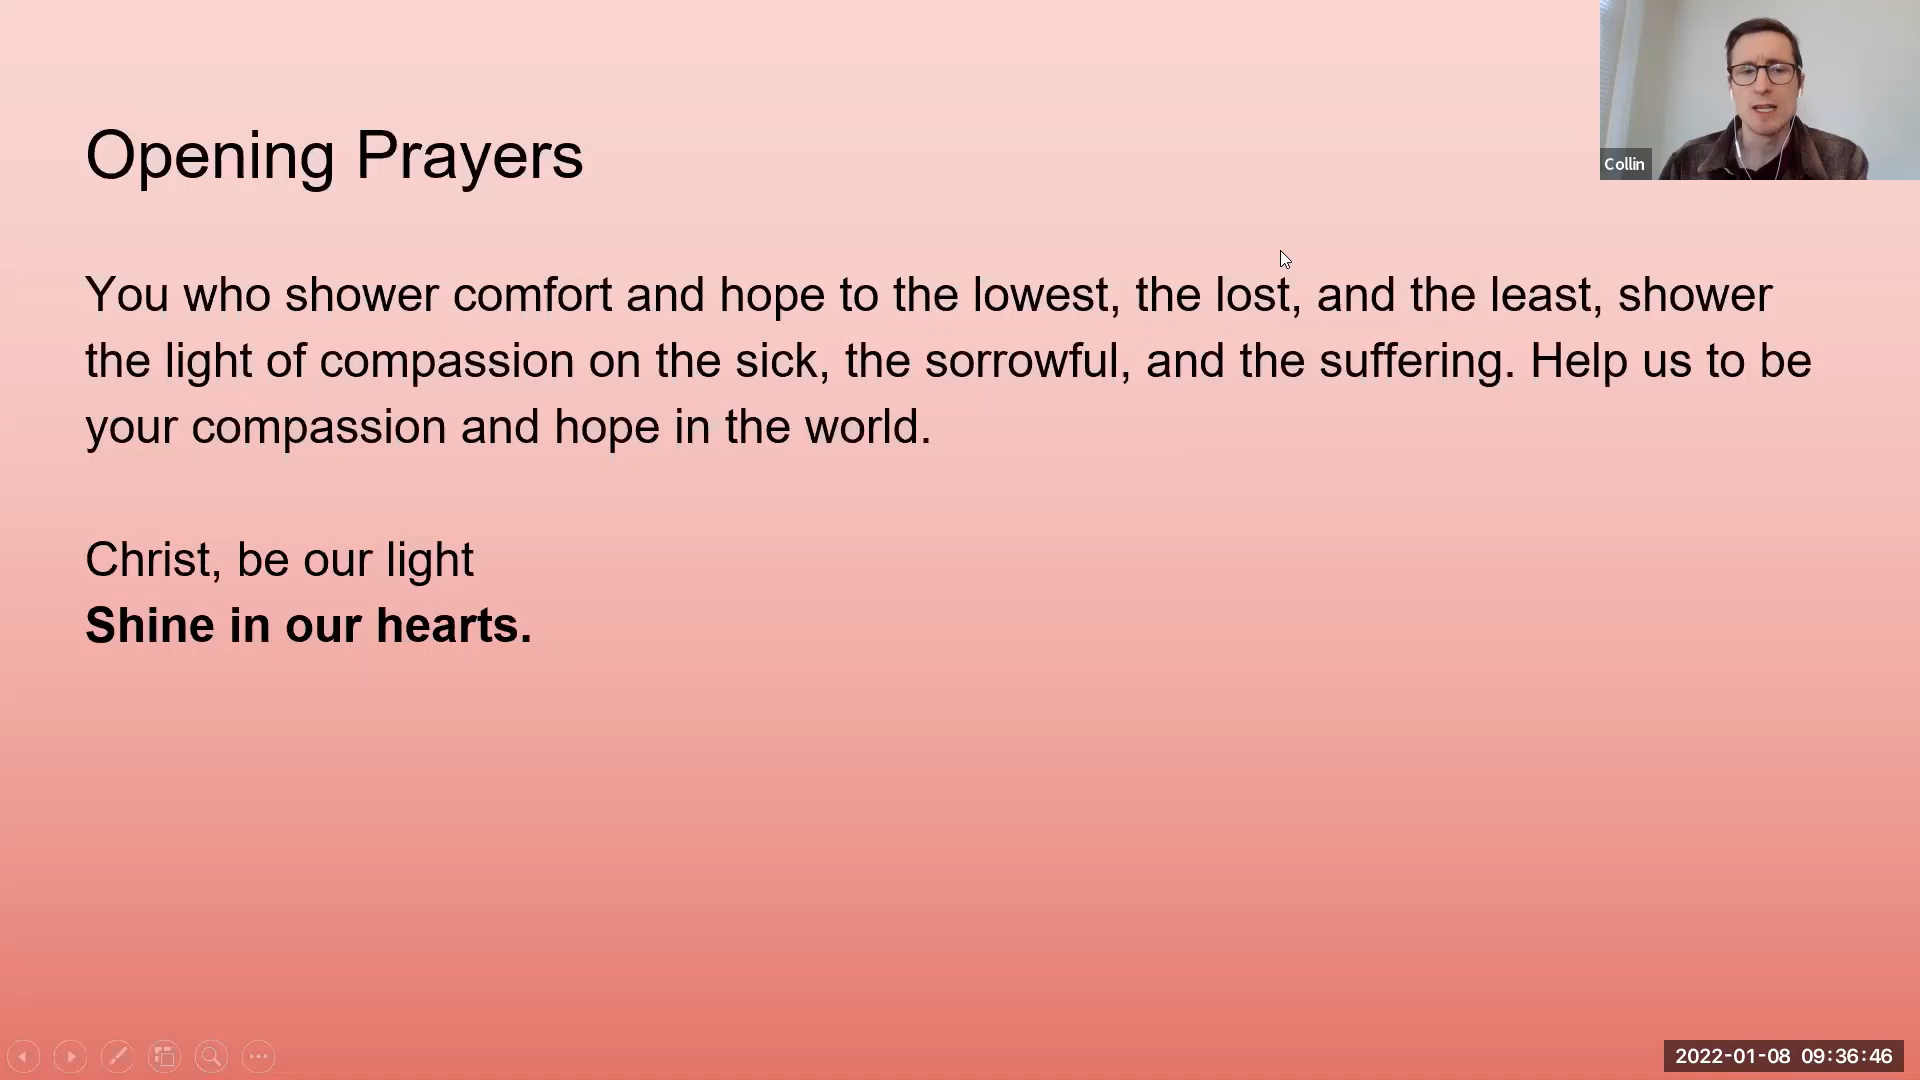 Opening Prayers
Collin
You who shower comfort and hope to the lowest, the lost, and the least, shower
the light of compassion on the sick, the sorrowful, and the suffering. Help us to be
your compassion and hope in the world.
Christ, be our light
Shine in our hearts.
2022-01-08 09:36:46